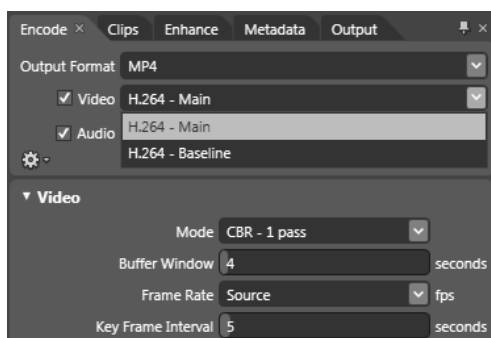 Encode × Clips Enhance Metadata Output
Output Format MP4
Video H.264 - Main
Audio H.264 - Main
H.264 - Baseline
Video
Mode CBR - 1 pass
Buffer Window 4 seconds
Frame Rate Source fps
Key Frame Interval 5 seconds